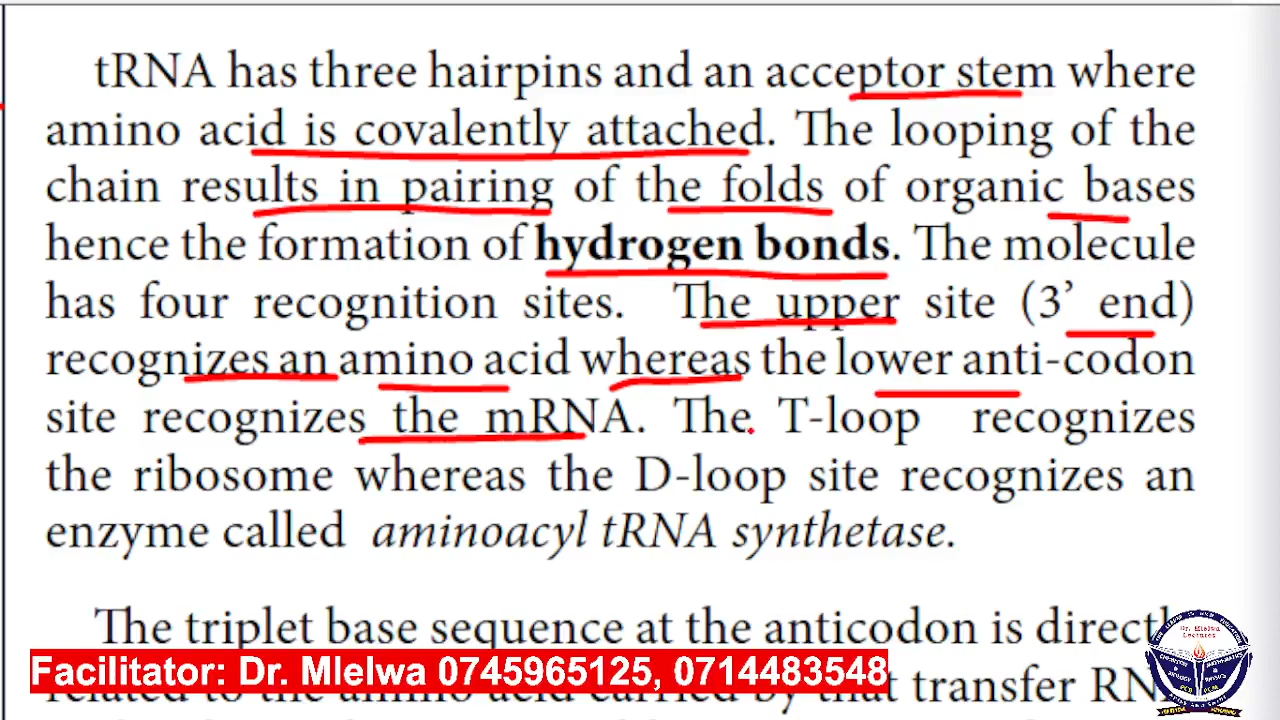 tRNA has three hairpins and an acceptor stem where
amino acid is covalently attached. The looping of the
chain results in pairing of the folds of organic bases
hence the formation of hydrogen bonds. The molecule
has four recognition sites. The upper site (3’ end)
recognizes an amino acid whereas the lower anti-codon
site recognizes the mRNA. The T-loop recognizes
the ribosome whereas the D-loop site recognizes an
enzyme called aminoacyl tRNA synthetase.
The triplet base sequence at the anticodon is
Facilitator: Dr. Mlelwa 0745965125, 0714483548
transfer
Dr. Mlelwa
Lectures